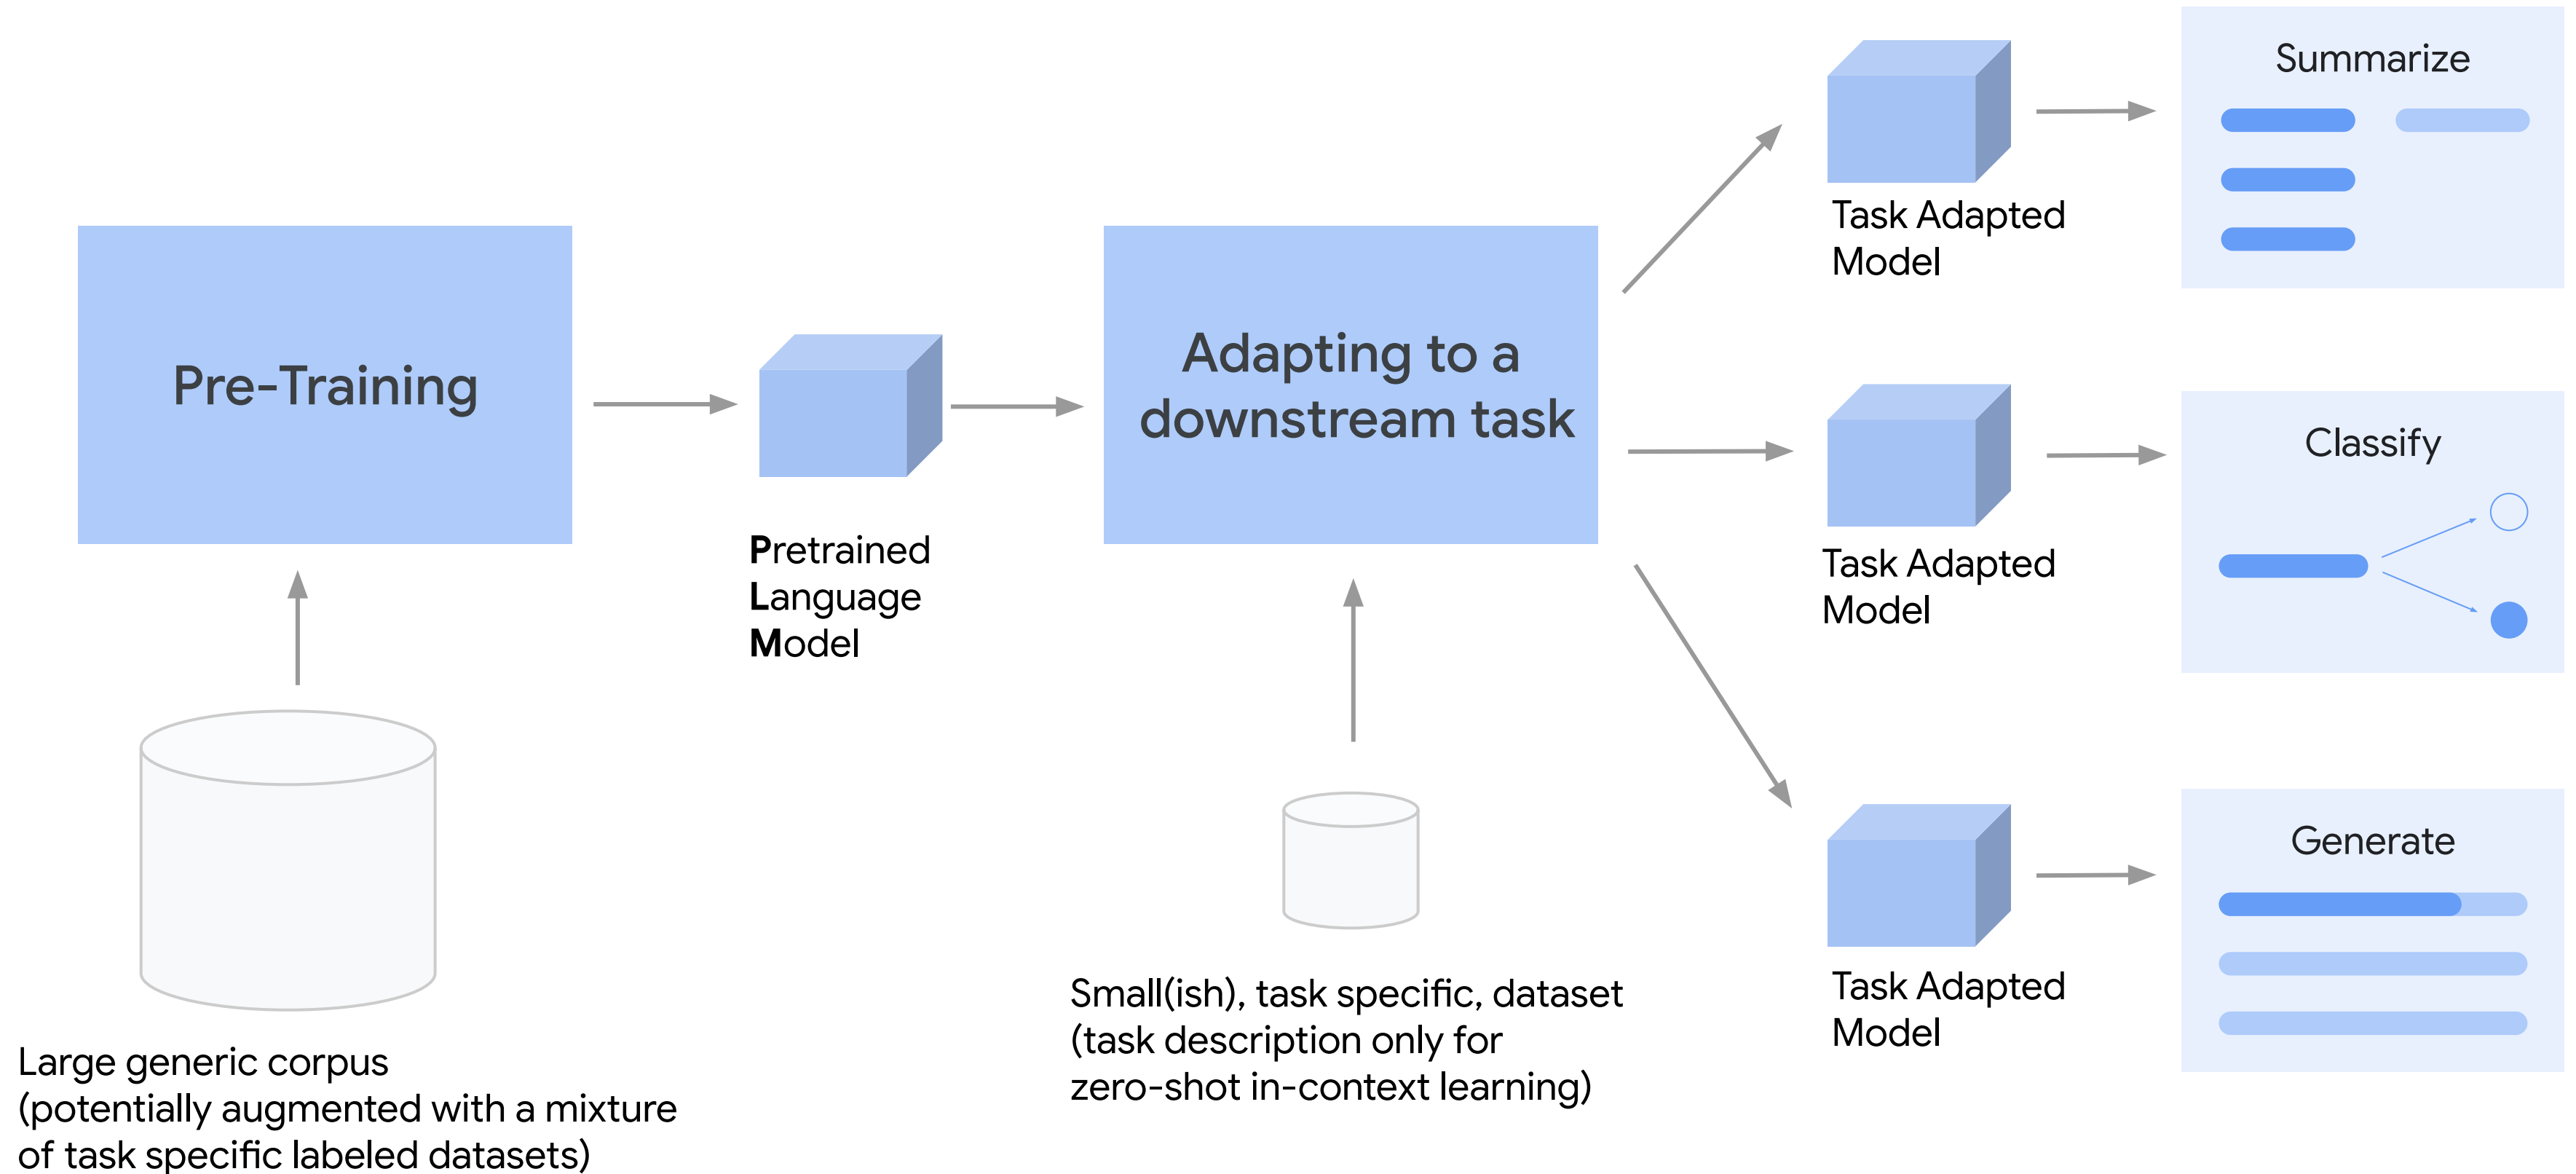 Pre-Training
Large generic corpus
(potentially augmented with a mixture
of task specific labeled datasets)
Pretrained
Language
Model
Adapting to a
downstream task
Small(ish), task specific, dataset
(task description only for
zero-shot in-context learning)
Task Adapted
Model
Summarize
Task Adapted
Model
Classify
Task Adapted
Model
Generate